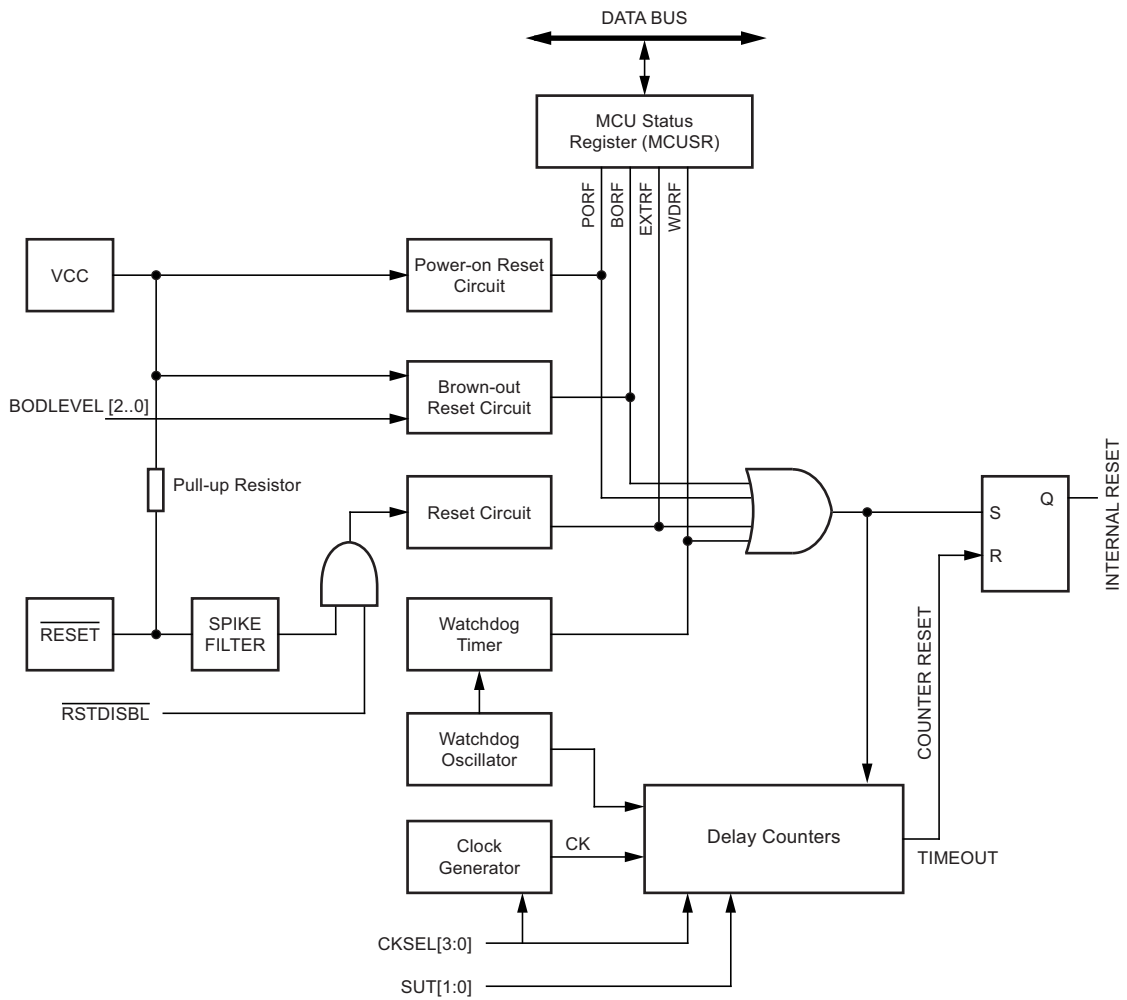 DATA BUS
MCU Status
Register (MCUSR)
PORF
BORF
EXTRF
WDRF
VCC
Power-on Reset
Circuit
Brown-out
Reset Circuit
BODLEVEL [2..0]
Pull-up Resistor
Reset Circuit
S
Q
R
INTERNAL RESET
RESET
SPIKE
FILTER
Watchdog
Timer
RSTDISBL
COUNTER RESET
Watchdog
Oscillator
Clock
Generator
CK
Delay Counters
TIMEOUT
CKSEL[3:0]
SUT[1:0]